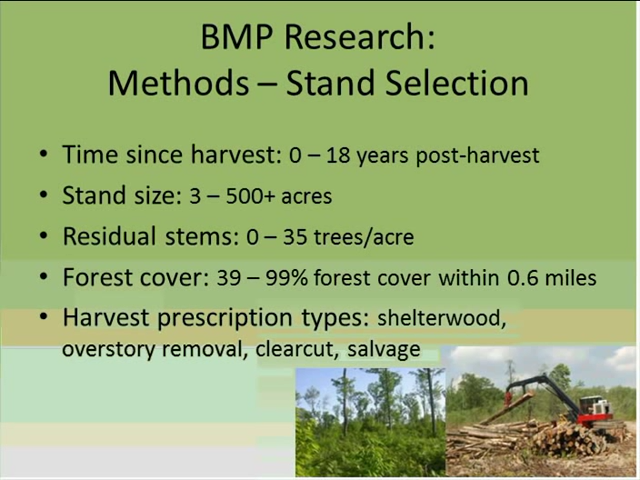 BMP Research:
Methods – Stand Selection
• Time since harvest: 0 – 18 years post-harvest
• Stand size: 3 – 500+ acres
• Residual stems: 0 – 35 trees/acre
• Forest cover: 39 – 99% forest cover within 0.6 miles
• Harvest prescription types: shelterwood,
overstory removal, clearcut, salvage